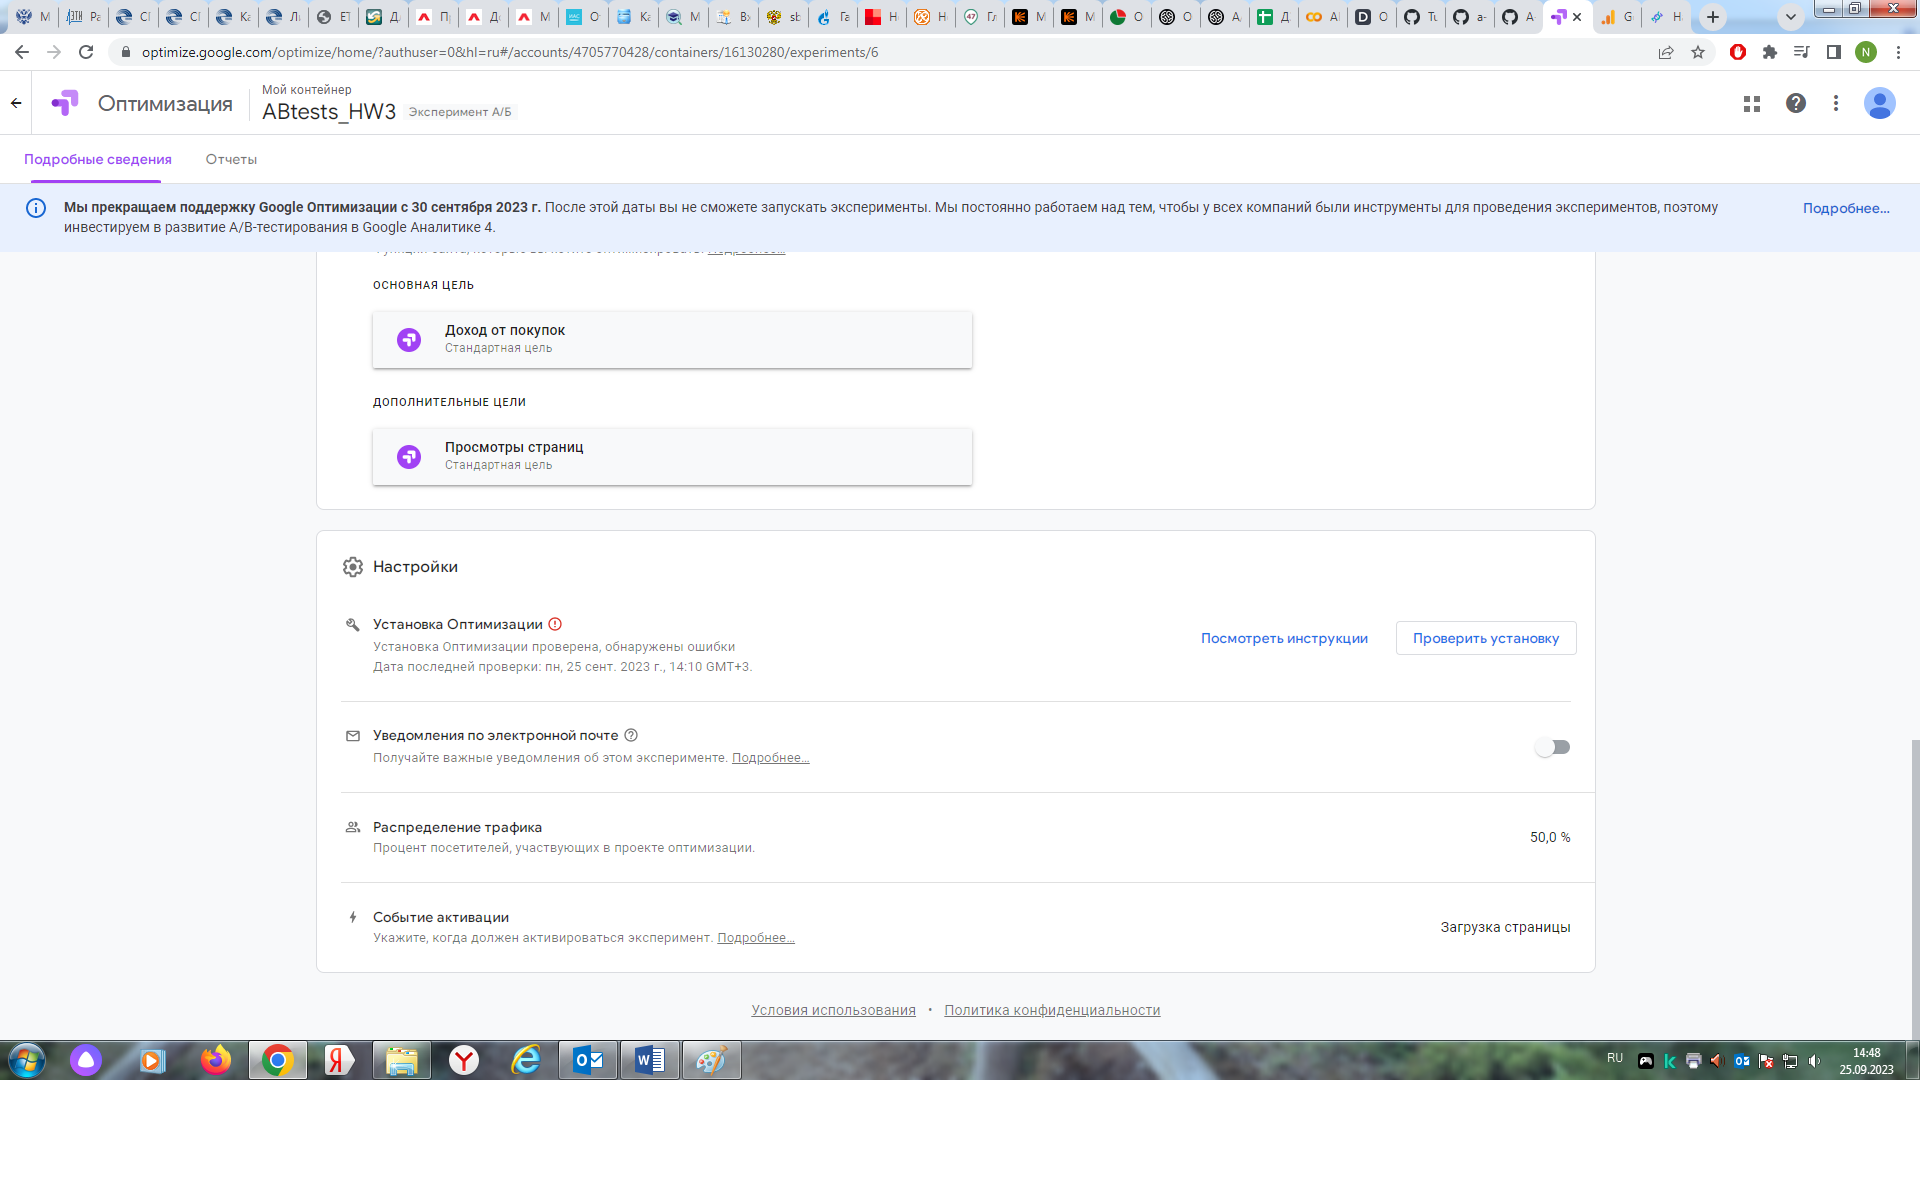 optimize.google.com/optimize/home/?authuser=0&hl=ru#/accounts/4705770428/containers/16130280/experiments/6
N
Оптимизация
Мой контейнер
ABtests_HW3
Эксперимент А/Б
Подробные сведения
Отчеты
Мы прекращаем поддержку Google Оптимизации с 30 сентября 2023 г. После этой даты вы не сможете запускать эксперименты. Мы постоянно работаем над тем, чтобы у всех компаний были инструменты для проведения экспериментов, поэтому
инвестируем в развитие A/B-тестирования в Google Аналитике 4.
Подробнее...
ОСНОВНАЯ ЦЕЛЬ
Доход от покупок
Стандартная цель
ДОПОЛНИТЕЛЬНЫЕ ЦЕЛИ
Просмотры страниц
Стандартная цель
Настройки
Установка Оптимизации
Установка Оптимизации проверена, обнаружены ошибки
Дата последней проверки: пн, 25 сент. 2023 г., 14:10 GMT+3.
Посмотреть инструкции
Проверить установку
Уведомления по электронной почте
Получайте важные уведомления об этом эксперименте. Подробнее...
Распределение трафика
Процент посетителей, участвующих в проекте оптимизации.
50,0 %
Событие активации
Укажите, когда должен активироваться эксперимент. Подробнее...
Загрузка страницы
Условия использования • Политика конфиденциальности
RU
14:48
25.09.2023